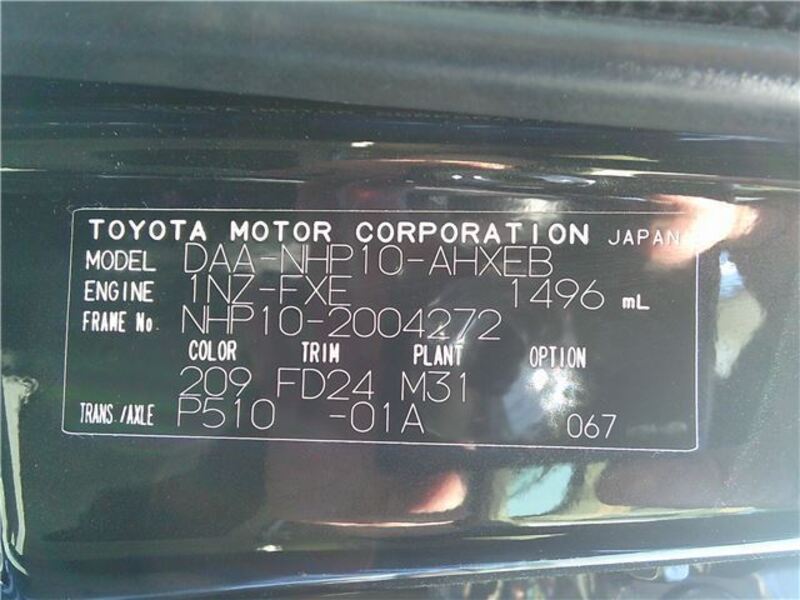 TOYOTA MOTOR CORPORATION JAPAN
MODEL DAA-NHP10-AHXEB
ENGINE 1NZ-FXE 1496 mL
FRAME No. NHP10-2004272
COLOR TRIM PLANT OPTION
209 FD24 M31
TRANS./AXLE P510 -01A 067